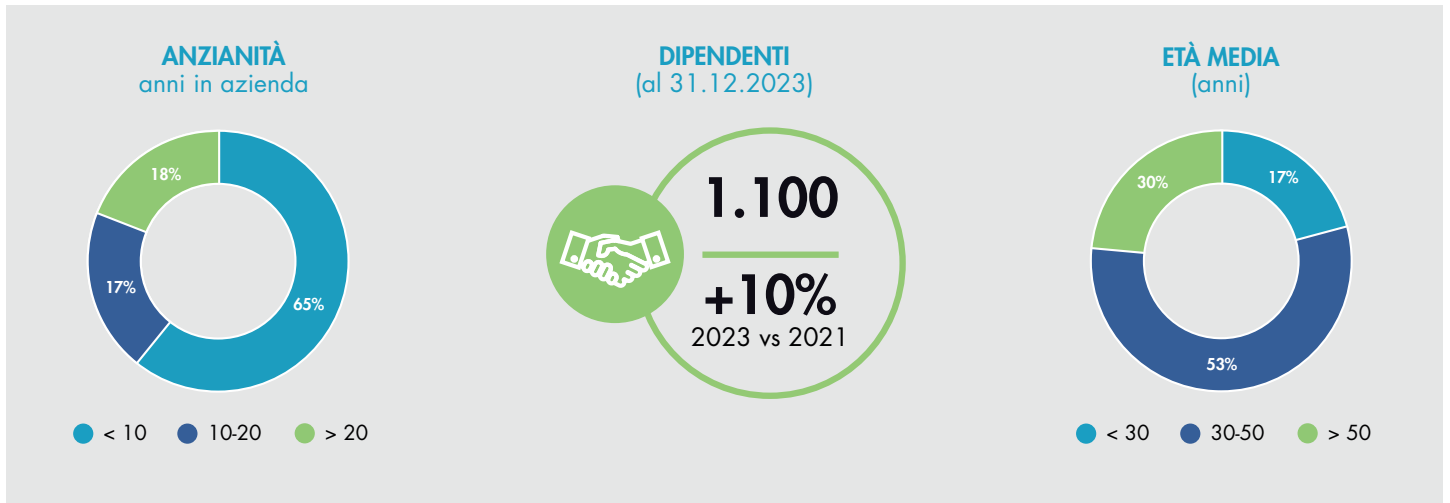 ANZIANITÀ
anni in azienda
18%
17%
65%
< 10
10-20
> 20
DIPENDENTI
(al 31.12.2023)
1.100
+10%
2023 vs 2021
ETÀ MEDIA
(anni)
30%
17%
53%
< 30
30-50
> 50